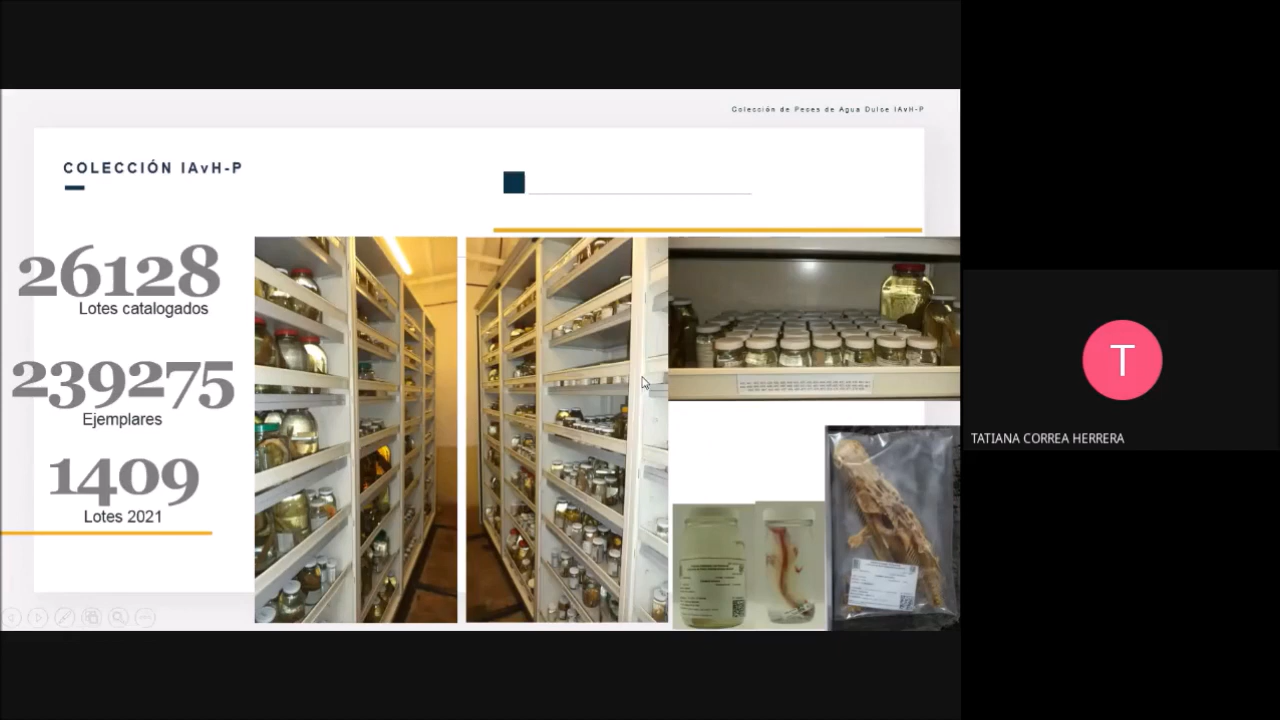 Colección de Peces de Agua Dulse IAvH-P
COLECCIÓN IAvH-P
26128
Lotes catalogados
239275
Ejemplares
1409
Lotes 2021
T
TATIANA CORREA HERRERA